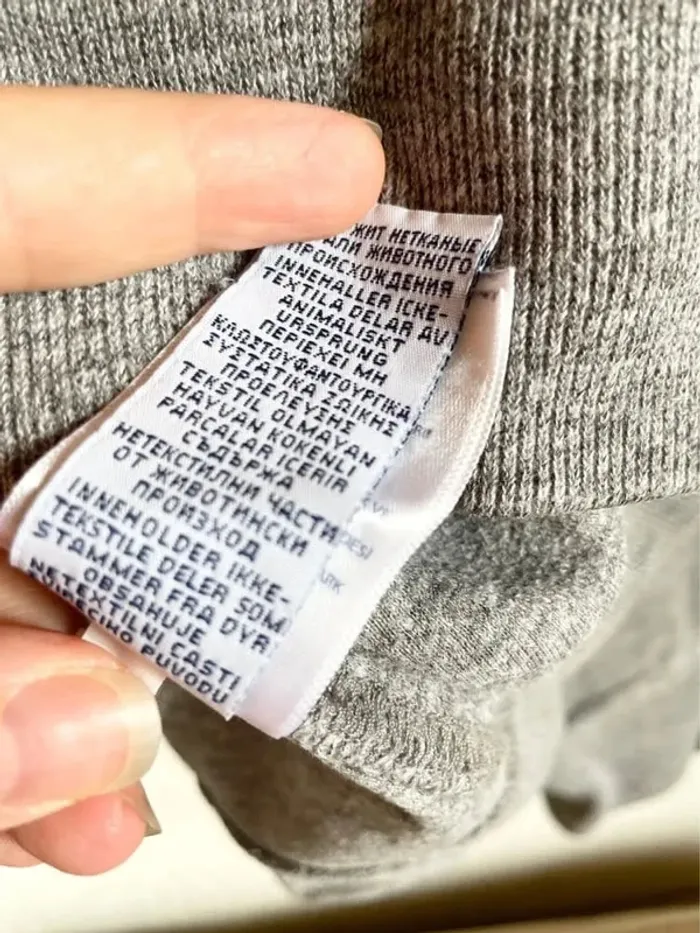 ЖИТ НЕТКАНЫЕ
АЛИ ЖИВОТНОГО
ПРОИСХОЖДЕНИЯ
INNEHALLER ICKE-
TEXTILA DELAR AV
ANIMALISKT
URSPRUNG
ΠΕΡΙΕΧΕΙ ΜΗ
ΚΛΩΣΤΟΥΦΑΝΤΟΥΡΓΙΚΑ
ΣΥΣΤΑΤΙΚΑ ΖΩΙΚΗΣ
ΠΡΟΕΛΕΥΣΗΣ
TEKSTIL OLMAYAN
HAYVAN KOKENLI
PARCALAR ICERIR
СЪДЪРЖА
НЕТЕКСТИЛНИ ЧАСТИ
ОТ ЖИВОТИНСКИ
ПРОИЗХОД
INNEHOLDER IKKE-
TEKSTILE DELER SOM
STAMMER FRA DYR
OBSAHUJE
NETEXTILNI CASTI
PUVODU